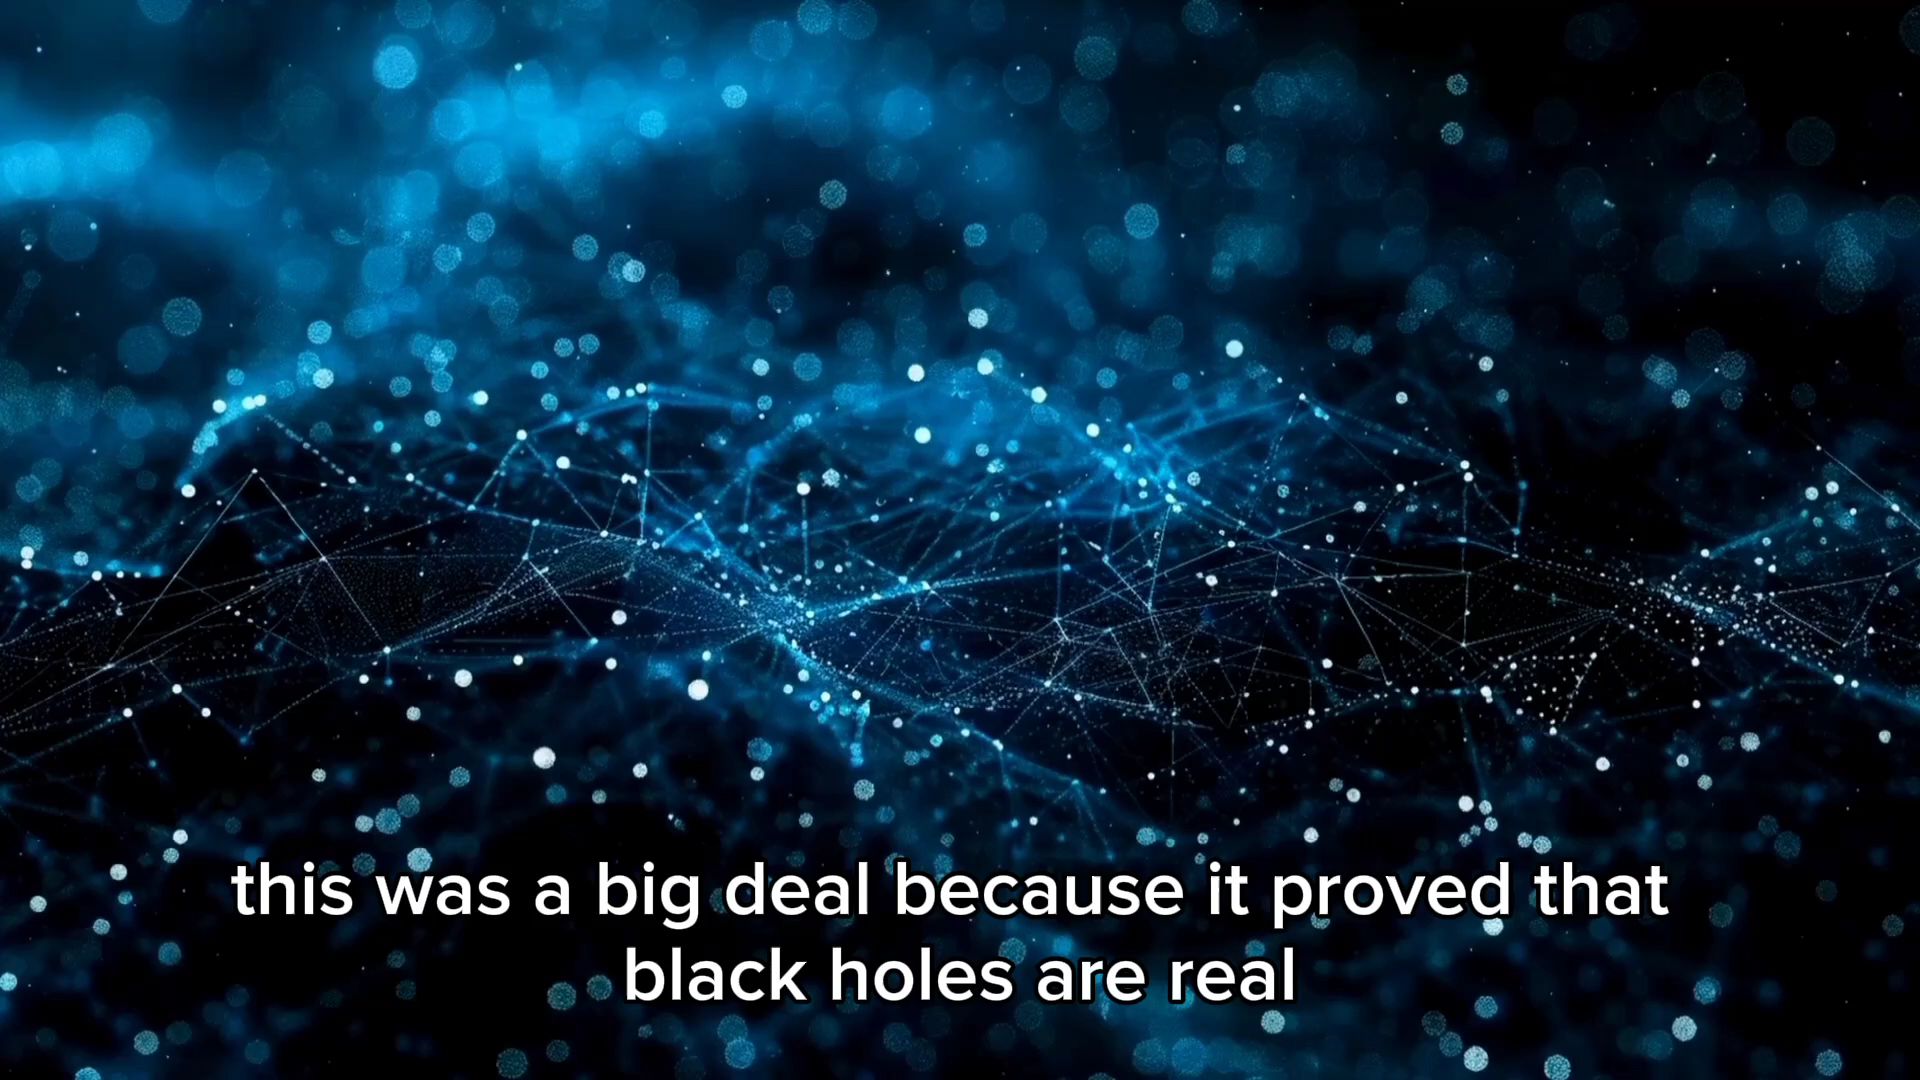 this was a big deal because it proved that
black holes are real